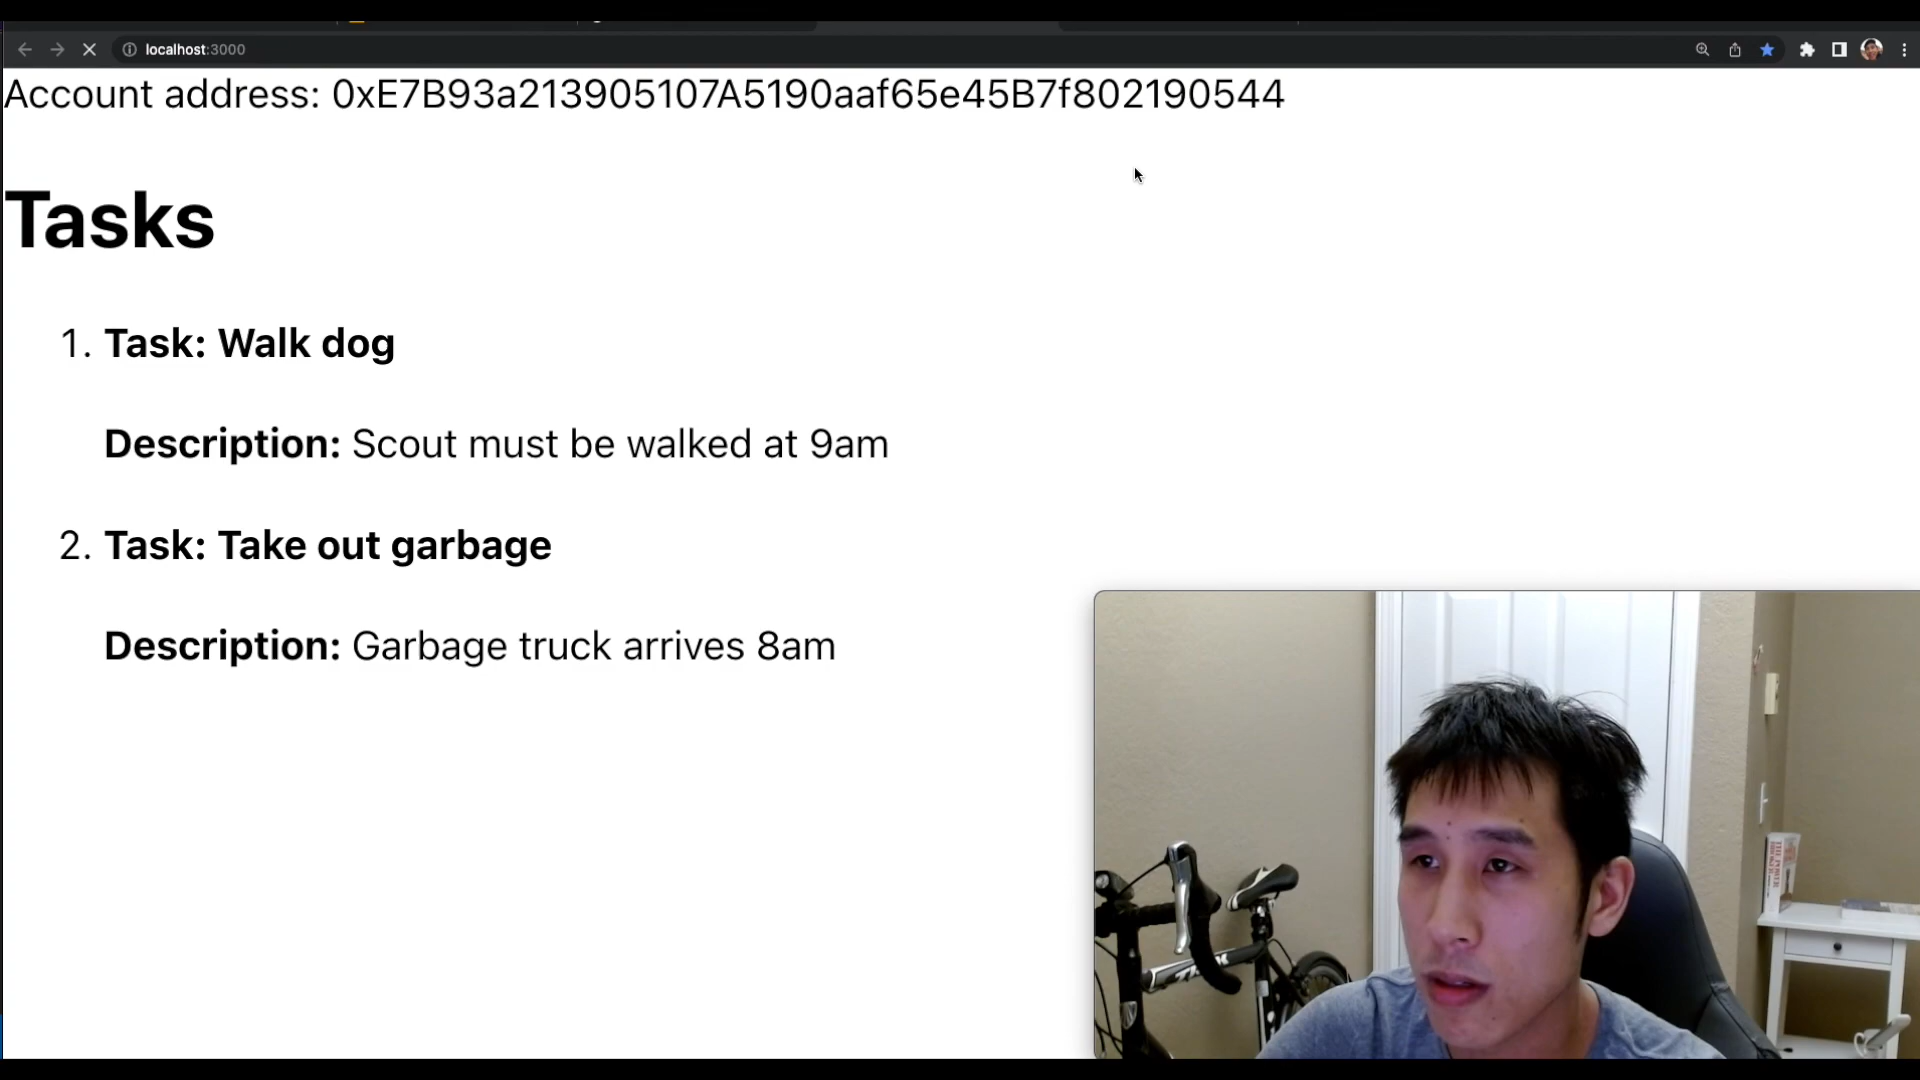 localhost:3000
Account address: 0xE7B93a213905107A5190aaf65e45B7f802190544
Tasks
1. Task: Walk dog
Description: Scout must be walked at 9am
2. Task: Take out garbage
Description: Garbage truck arrives 8am